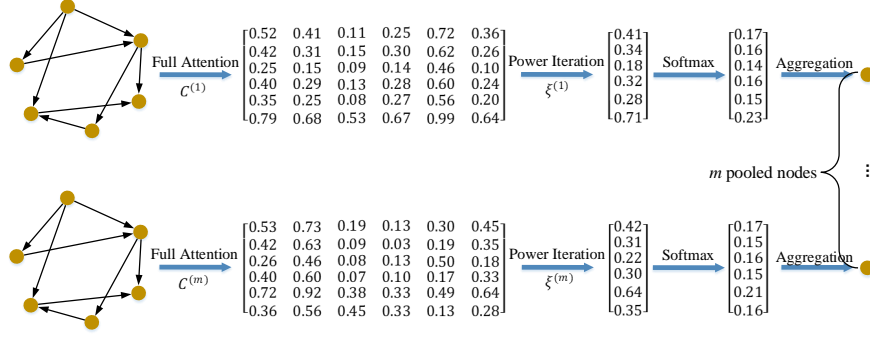 Full Attention
C(1)
0.52 0.41 0.11 0.25 0.72 0.36
0.42 0.31 0.15 0.30 0.62 0.26
0.25 0.15 0.09 0.14 0.46 0.10
0.40 0.29 0.13 0.28 0.60 0.24
0.35 0.25 0.08 0.27 0.56 0.20
0.79 0.68 0.53 0.67 0.99 0.64
Power Iteration
ξ(1)
0.41
0.34
0.18
0.32
0.28
0.71
Softmax
0.17
0.16
0.14
0.16
0.15
0.23
Aggregation
m pooled nodes
...
Full Attention
C(m)
0.53 0.73 0.19 0.13 0.30 0.45
0.42 0.63 0.09 0.03 0.19 0.35
0.26 0.46 0.08 0.13 0.50 0.18
0.40 0.60 0.07 0.10 0.17 0.33
0.72 0.92 0.38 0.33 0.49 0.64
0.36 0.56 0.45 0.33 0.13 0.28
Power Iteration
ξ(m)
0.42
0.31
0.22
0.30
0.64
0.35
Softmax
0.17
0.15
0.16
0.15
0.21
0.16
Aggregation